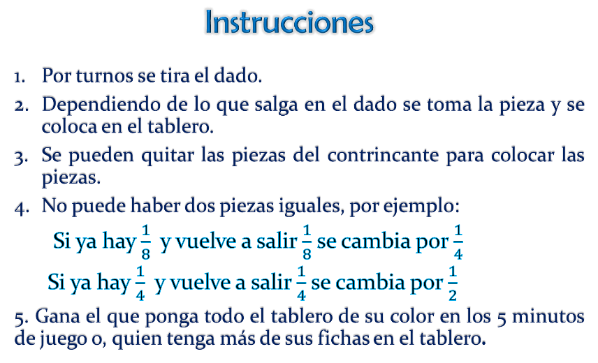 Instrucciones
1. Por turnos se tira el dado.
2. Dependiendo de lo que salga en el dado se toma la pieza y se
coloca en el tablero.
3. Se pueden quitar las piezas del contrincante para colocar las
piezas.
4. No puede haber dos piezas iguales, por ejemplo:
Si ya hay 1/8 y vuelve a salir 1/8 se cambia por 1/4
Si ya hay 1/4 y vuelve a salir 1/4 se cambia por 1/2
5. Gana el que ponga todo el tablero de su color en los 5 minutos
de juego o, quien tenga más de sus fichas en el tablero.